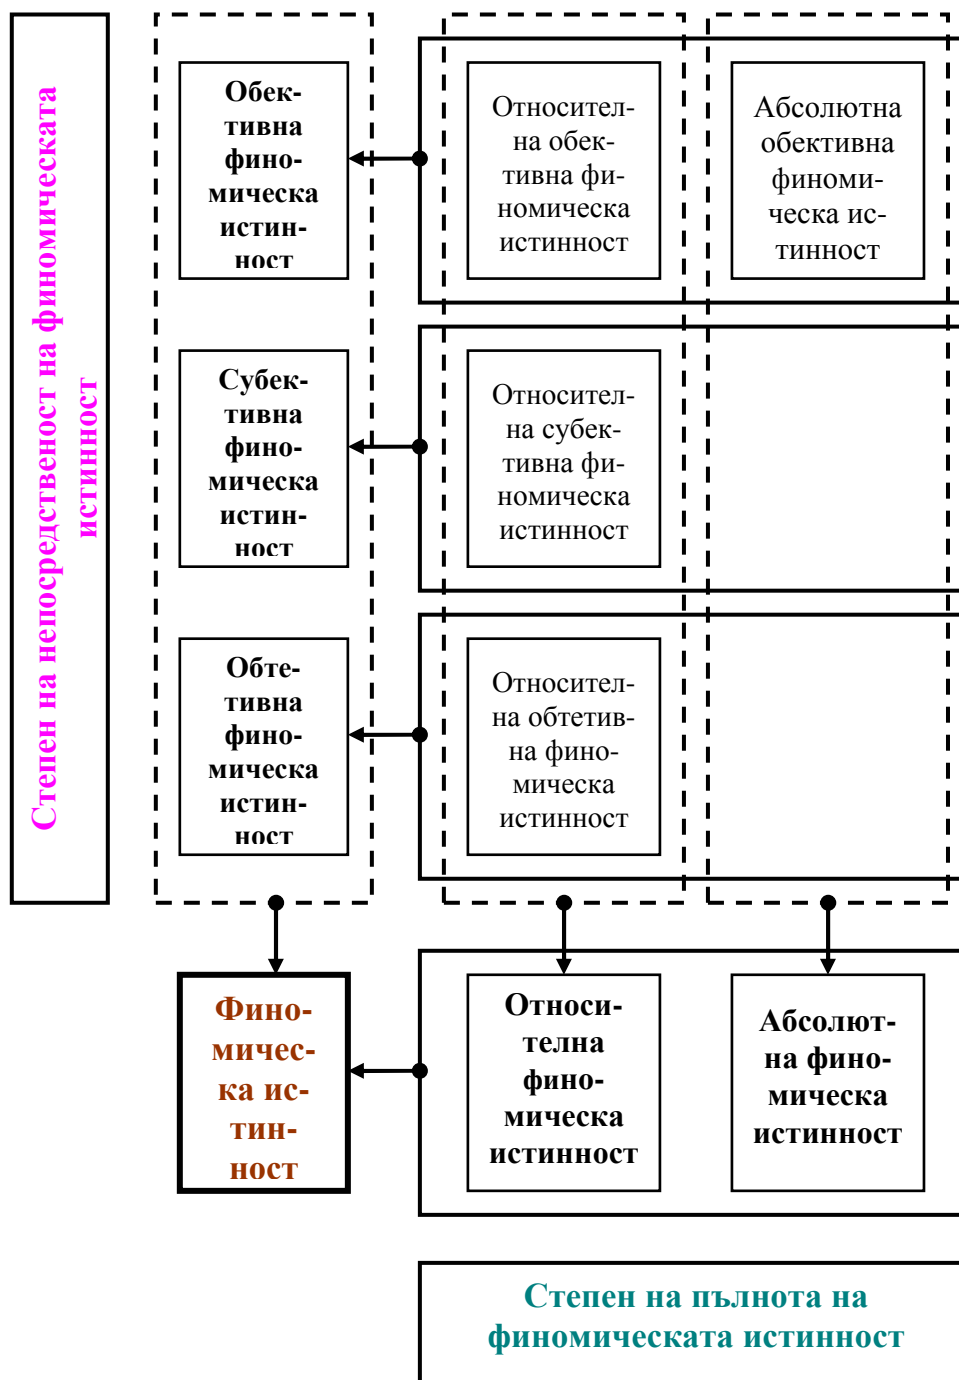 Степен на непосредственост на финомическата
истинност
Обек-
тивна
фино-
мическа
истин-
ност
Относител-
на обек-
тивна фи-
номическа
истинност
Абсолютна
обективна
финоми-
ческа ис-
тинност
Субек-
тивна
фино-
мическа
истин-
ност
Относител-
на субек-
тивна фи-
номическа
истинност
Обте-
тивна
фино-
мическа
истин-
ност
Относител-
на обтетив-
на фино-
мическа
истинност
Фино-
мичес-
ка ис-
тин-
ност
Относи-
телна
фино-
мическа
истинност
Абсолют-
на фино-
мическа
истинност
Степен на пълнота на
финомическата истинност